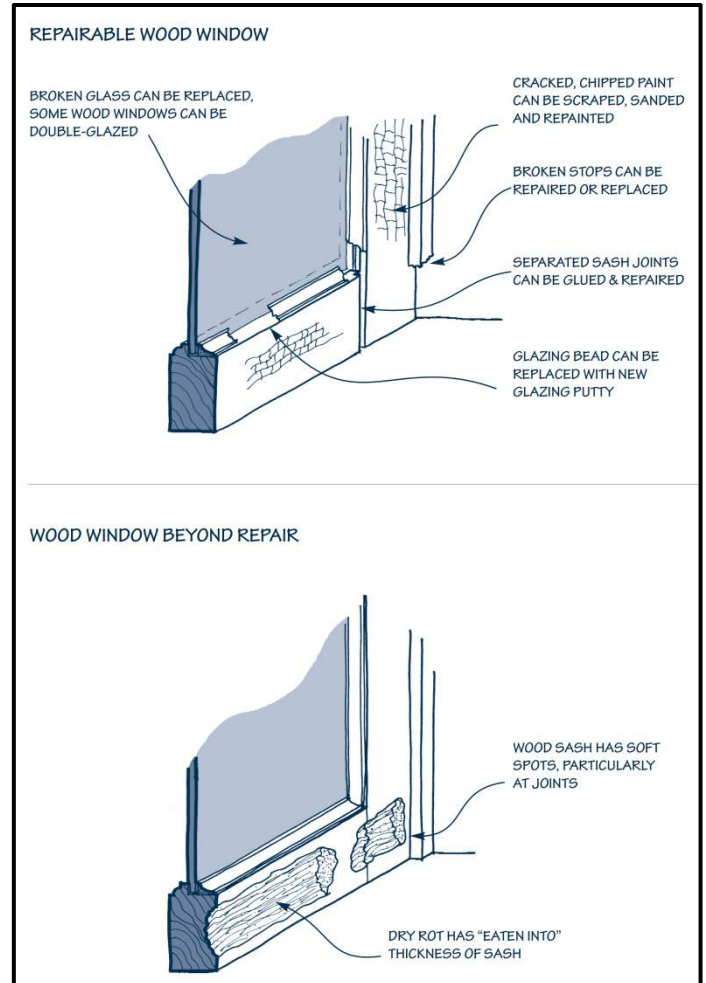 REPAIRABLE WOOD WINDOW
BROKEN GLASS CAN BE REPLACED,
SOME WOOD WINDOWS CAN BE
DOUBLE-GLAZED
CRACKED, CHIPPED PAINT
CAN BE SCRAPED, SANDED
AND REPAINTED
BROKEN STOPS CAN BE
REPAIRED OR REPLACED
SEPARATED SASH JOINTS
CAN BE GLUED & REPAIRED
GLAZING BEAD CAN BE
REPLACED WITH NEW
GLAZING PUTTY
WOOD WINDOW BEYOND REPAIR
WOOD SASH HAS SOFT
SPOTS, PARTICULARLY
AT JOINTS
DRY ROT HAS "EATEN INTO"
THICKNESS OF SASH